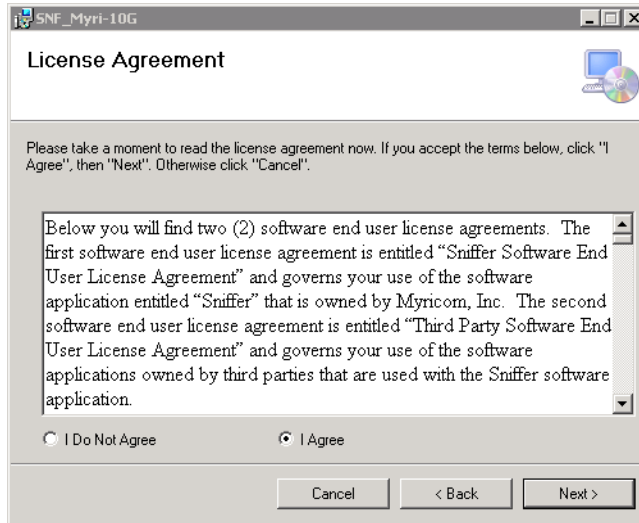 SNF_Myri-10G
License Agreement
Please take a moment to read the license agreement now. If you accept the terms below, click "I
Agree", then "Next". Otherwise click "Cancel".
Below you will find two (2) software end user license agreements.  The
first software end user license agreement is entitled “Sniffer Software End
User License Agreement” and governs your use of the software
application entitled “Sniffer” that is owned by Myricom, Inc.  The second
software end user license agreement is entitled “Third Party Software End
User License Agreement” and governs your use of the software
applications owned by third parties that are used with the Sniffer software
application.
I Do Not Agree
I Agree
Cancel
< Back
Next >